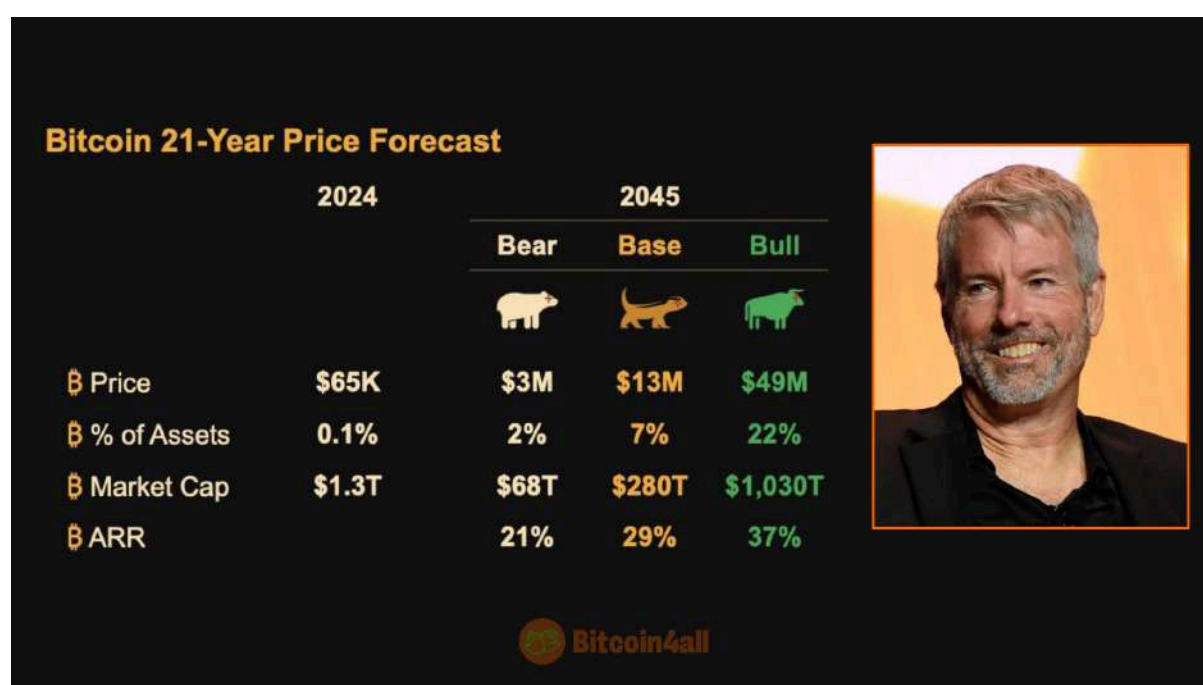 Bitcoin 21-Year Price Forecast
2024 2045
Bear Base Bull
₿ Price $65K $3M $13M $49M
₿ % of Assets 0.1% 2% 7% 22%
₿ Market Cap $1.3T $68T $280T $1,030T
₿ ARR 21% 29% 37%
Bitcoin4all